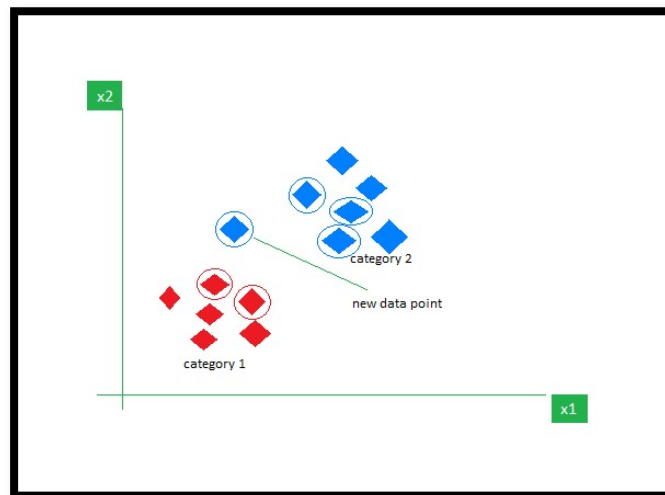 x2
category 2
new data point
category 1
x1